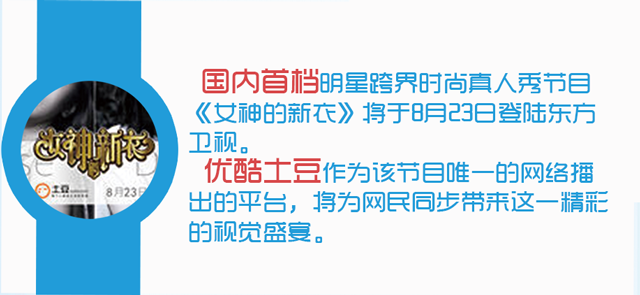 国内首档明星跨界时尚真人秀节目
《女神的新衣》将于8月23日登陆东方
卫视。
优酷土豆作为该节目唯一的网络播
出的平台，将为网民同步带来这一精彩
的视觉盛宴。
女神的新衣
土豆
8月23日